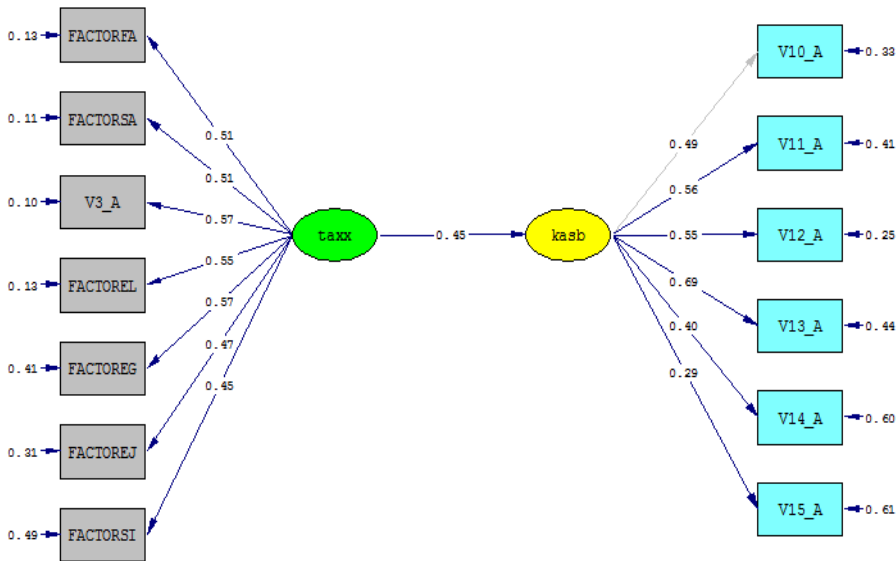 0.13 FACTORFA
0.11 FACTORSA
0.10 V3_A
0.13 FACTOREL
0.41 FACTOREG
0.31 FACTOREJ
0.49 FACTORSI
0.51
0.51
0.57
0.55
0.57
0.47
0.45
taxx
0.45
kasb
0.49
0.56
0.55
0.69
0.40
0.29
V10_A 0.33
V11_A 0.41
V12_A 0.25
V13_A 0.44
V14_A 0.60
V15_A 0.61